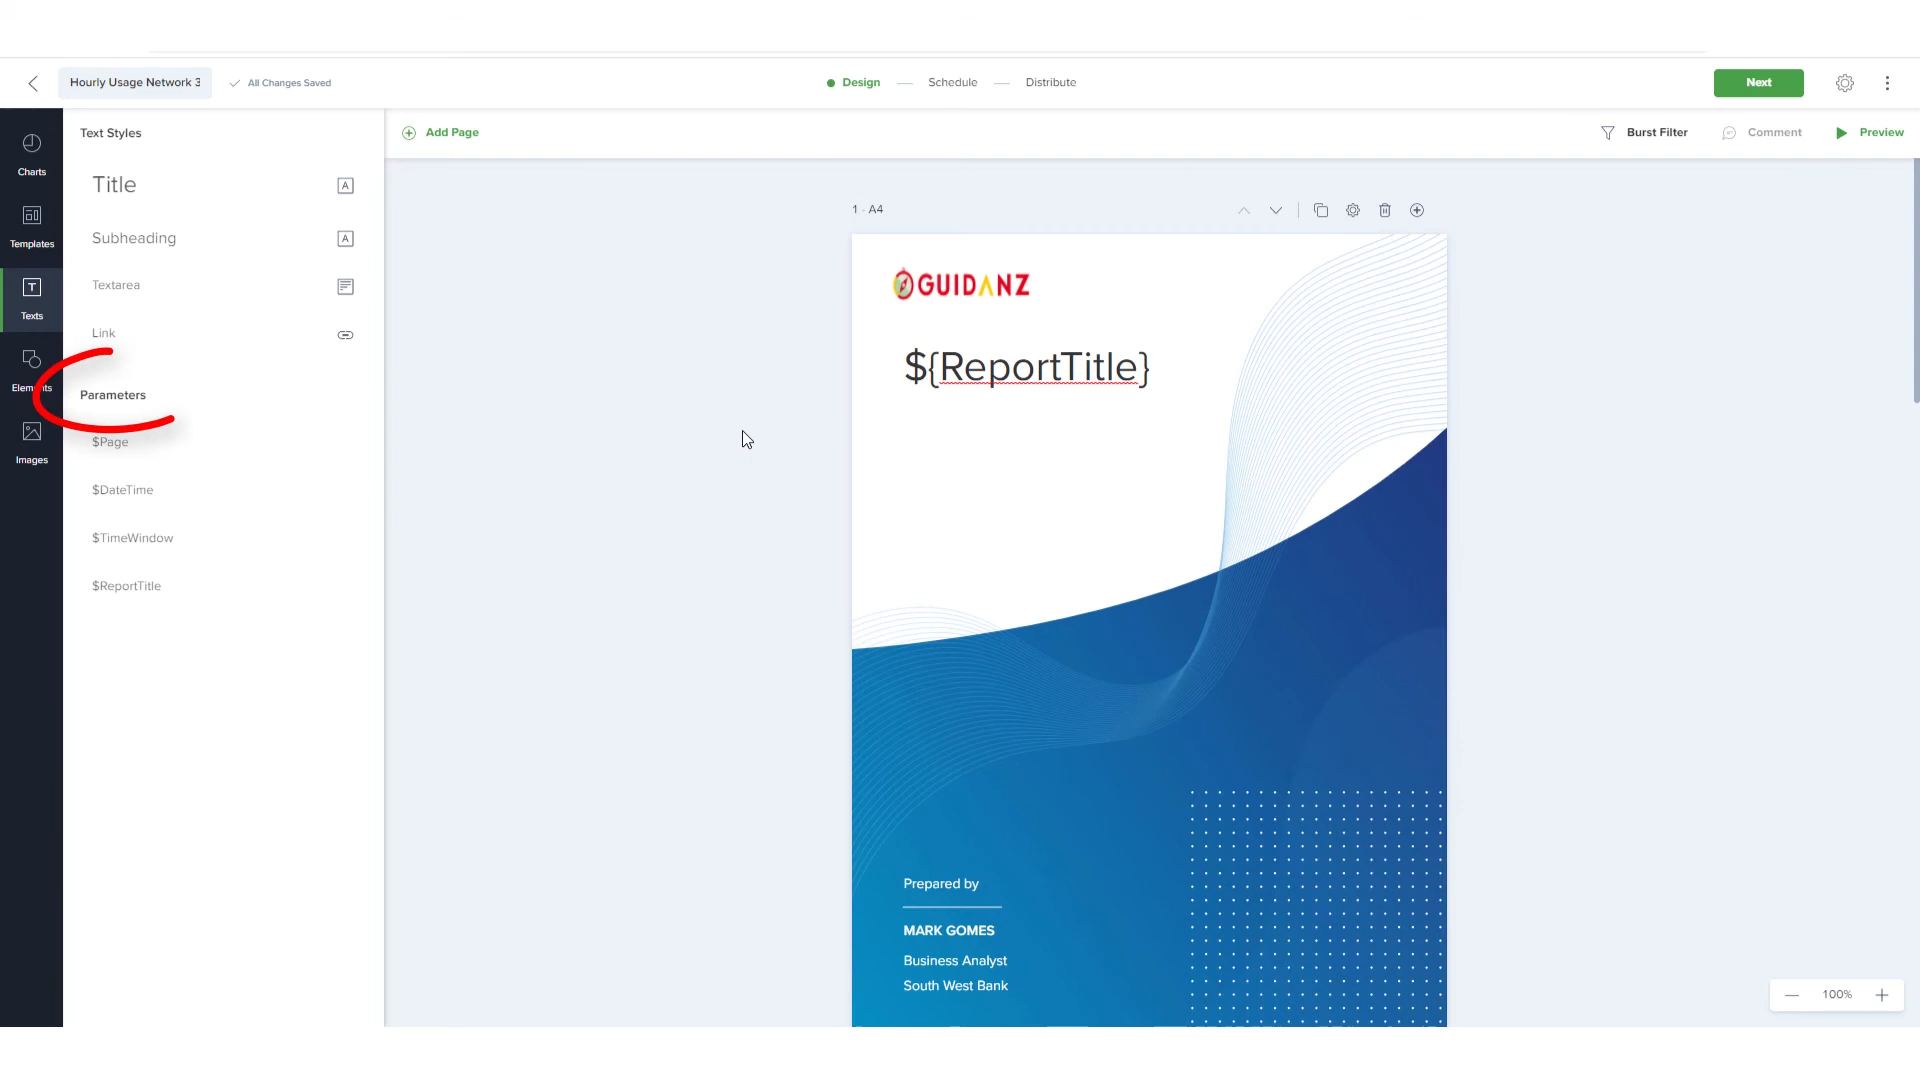 Hourly Usage Network 3
All Changes Saved
Design
Schedule
Distribute
Next
Charts
Templates
Texts
Elements
Images
Text Styles
Title
Subheading
Textarea
Link
Parameters
$Page
$DateTime
$TimeWindow
$ReportTitle
Add Page
Burst Filter
Comment
Preview
1 - A4
GUIDANZ
${ReportTitle}
Prepared by
MARK GOMES
Business Analyst
South West Bank
100%